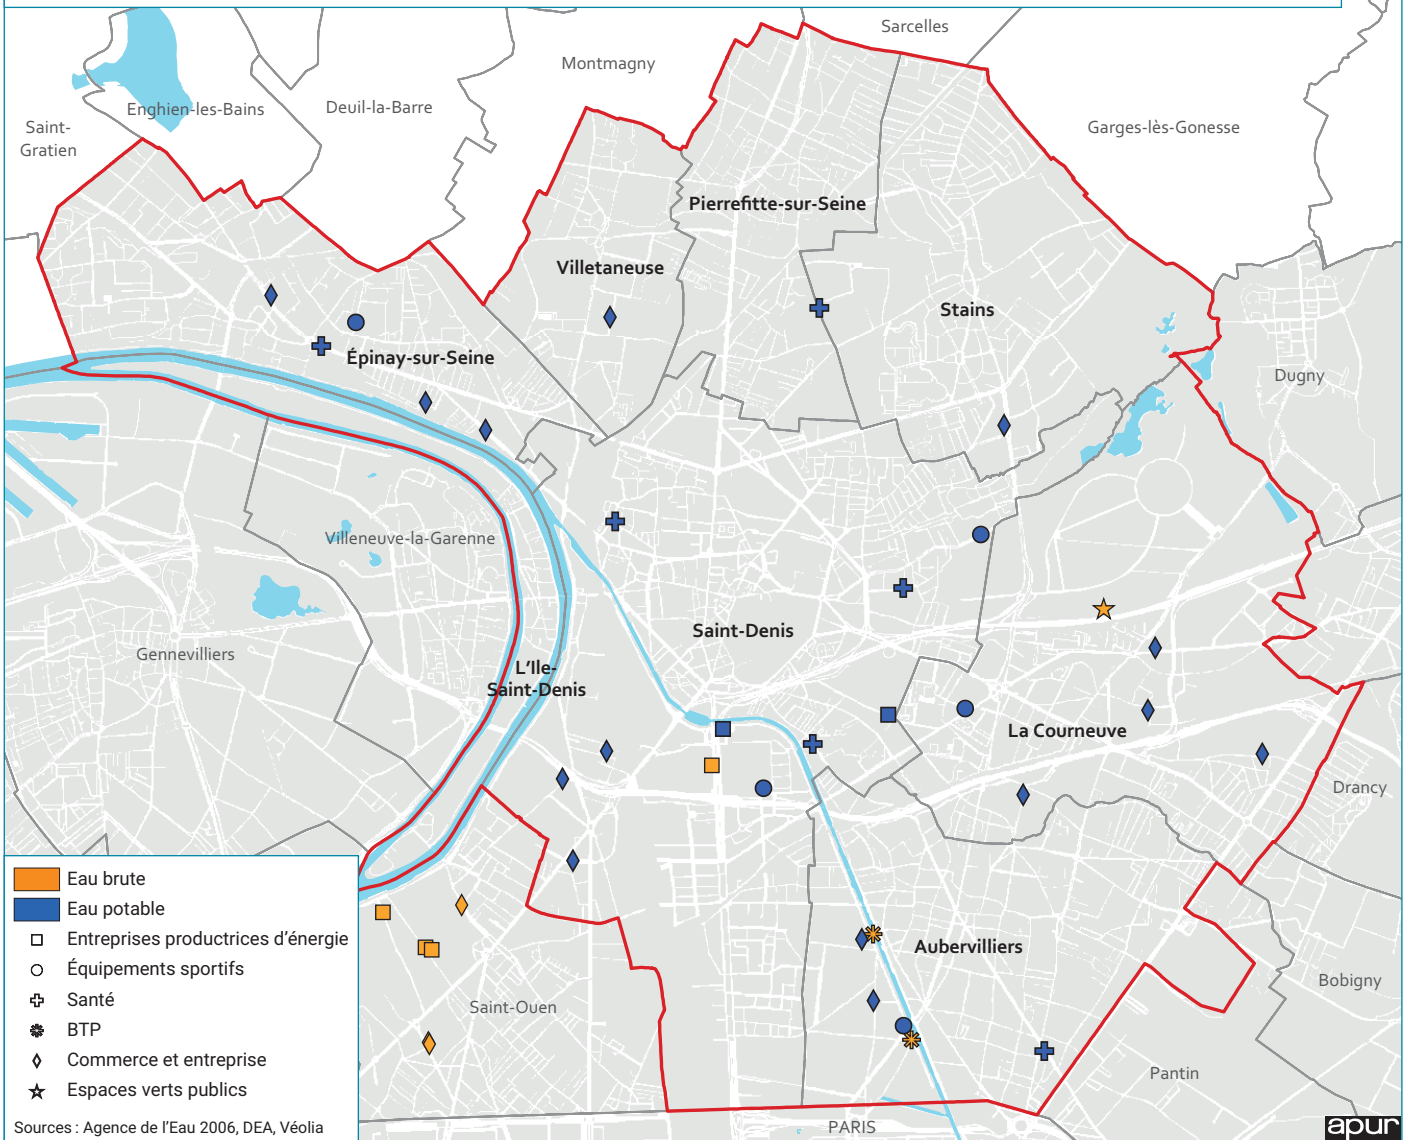 Sarcelles
Montmagny
Enghien-les-Bains
Deuil-la-Barre
Saint-
Gratien
Garges-lès-Gonesse
Pierrefitte-sur-Seine
Villetaneuse
Stains
Épinay-sur-Seine
Dugny
Villeneuve-la-Garenne
Saint-Denis
Gennevilliers
L'Ile-
Saint-Denis
La Courneuve
Drancy
Aubervilliers
Bobigny
Saint-Ouen
Pantin
PARIS
Eau brute
Eau potable
Entreprises productrices d'énergie
Équipements sportifs
Santé
BTP
Commerce et entreprise
Espaces verts publics
Sources : Agence de l'Eau 2006, DEA, Véolia
apur